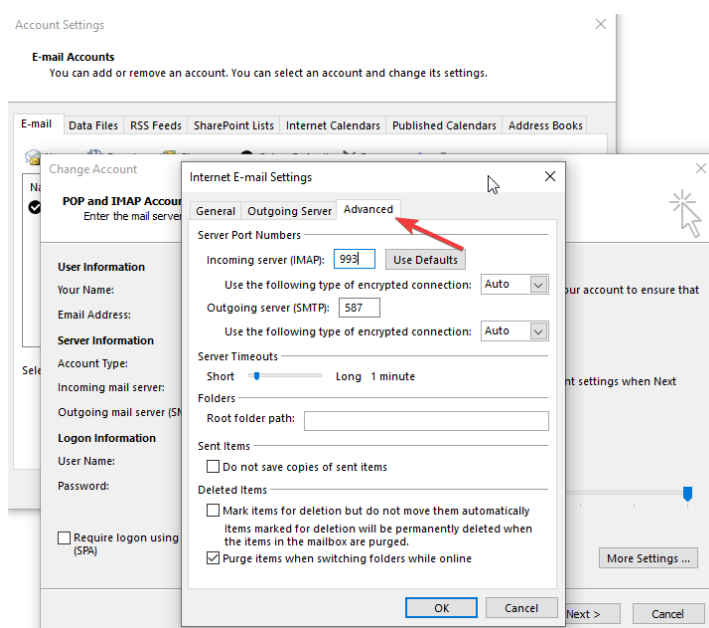 Account Settings
E-mail Accounts
You can add or remove an account. You can select an account and change its settings.
E-mail Data Files RSS Feeds SharePoint Lists Internet Calendars Published Calendars Address Books
Change Account
POP and IMAP Accoun
Enter the mail server
User Information
Your Name:
Email Address:
Server Information
Account Type:
Incoming mail server:
Outgoing mail server (SM
Logon Information
User Name:
Password:
Require logon using
(SPA)
Internet E-mail Settings
General Outgoing Server Advanced
Server Port Numbers
Incoming server (IMAP): 993 Use Defaults
Use the following type of encrypted connection: Auto
Outgoing server (SMTP): 587
Use the following type of encrypted connection: Auto
Server Timeouts
Short Long 1 minute
Folders
Root folder path:
Sent Items
Do not save copies of sent items
Deleted Items
Mark items for deletion but do not move them automatically
Items marked for deletion will be permanently deleted when
the items in the mailbox are purged.
Purge items when switching folders while online
OK Cancel
our account to ensure that
nt settings when Next
More Settings ...
Next > Cancel
Na
Sele